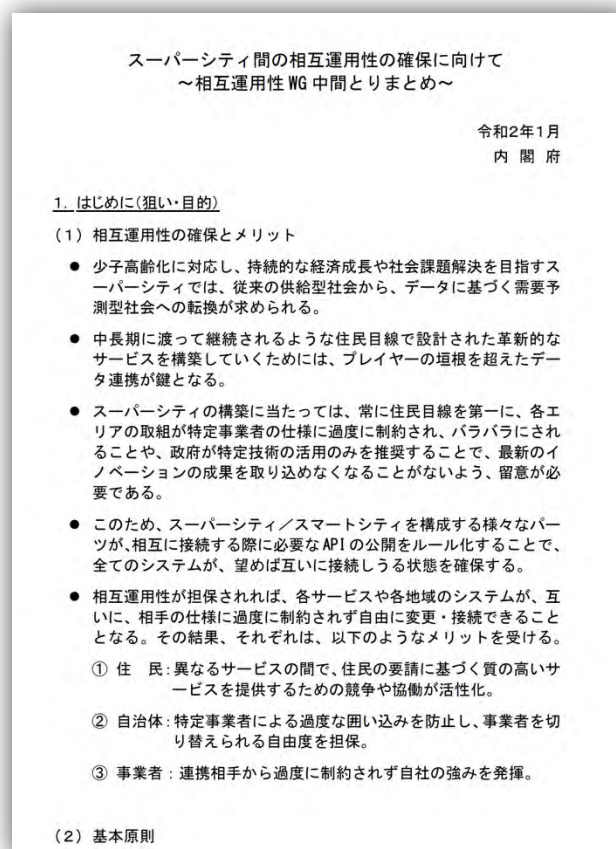 スーパーシティ間の相互運用性の確保に向けて
~相互運用性 WG 中間とりまとめ~
令和2年1月
内 閣 府
1. はじめに(狙い・目的)
(1) 相互運用性の確保とメリット
● 少子高齢化に対応し、持続的な経済成長や社会課題解決を目指すス
ーパーシティでは、従来の供給型社会から、データに基づく需要予
測型社会への転換が求められる。
● 中長期に渡って継続されるような住民目線で設計された革新的な
サービスを構築していくためには、プレイヤーの垣根を超えたデー
タ連携が鍵となる。
● スーパーシティの構築に当たっては、常に住民目線を第一に、各エ
リアの取組が特定事業者の仕様に過度に制約され、バラバラにされ
ることや、政府が特定技術の活用のみを推奨することで、最新のイ
ノベーションの成果を取り込めなくなることがないよう、留意が必
要である。
● このため、スーパーシティ/スマートシティを構成する様々なパー
ツが、相互に接続する際に必要な API の公開をルール化することで、
全てのシステムが、望めば互いに接続しうる状態を確保する。
● 相互運用性が担保されれば、各サービスや各地域のシステムが、互
いに、相手の仕様に過度に制約されず自由に変更・接続できること
となる。その結果、それぞれは、以下のようなメリットを受ける。
① 住 民:異なるサービスの間で、住民の要請に基づく質の高いサ
ービスを提供するための競争や協働が活性化。
② 自治体:特定事業者による過度な囲い込みを防止し、事業者を切
り替えられる自由度を担保。
③ 事業者:連携相手から過度に制約されず自社の強みを発揮。
(2) 基本原則